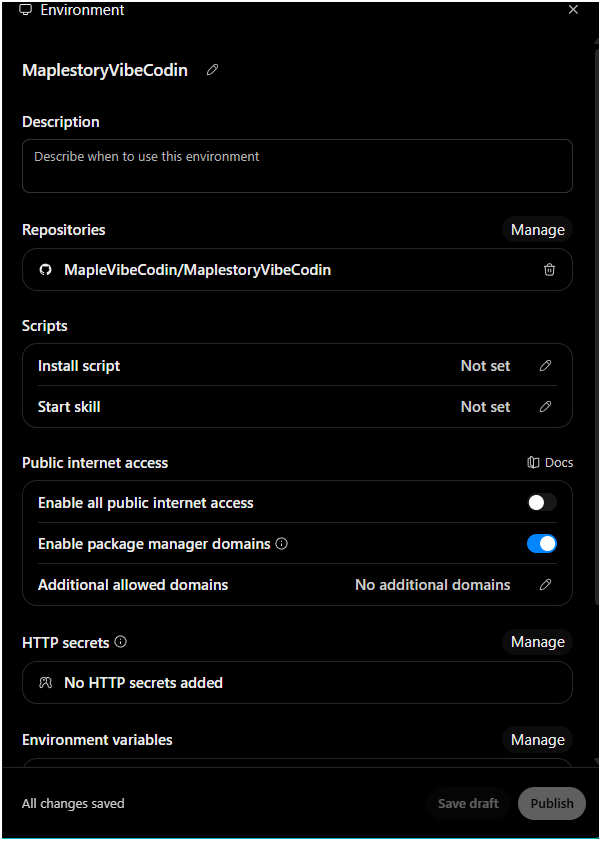 Environment
MaplestoryVibeCodin
Description
Describe when to use this environment
Repositories
Manage
MapleVibeCodin/MaplestoryVibeCodin
Scripts
Install script
Not set
Start skill
Not set
Public internet access
Docs
Enable all public internet access
Enable package manager domains
Additional allowed domains
No additional domains
HTTP secrets
Manage
No HTTP secrets added
Environment variables
Manage
All changes saved
Save draft
Publish